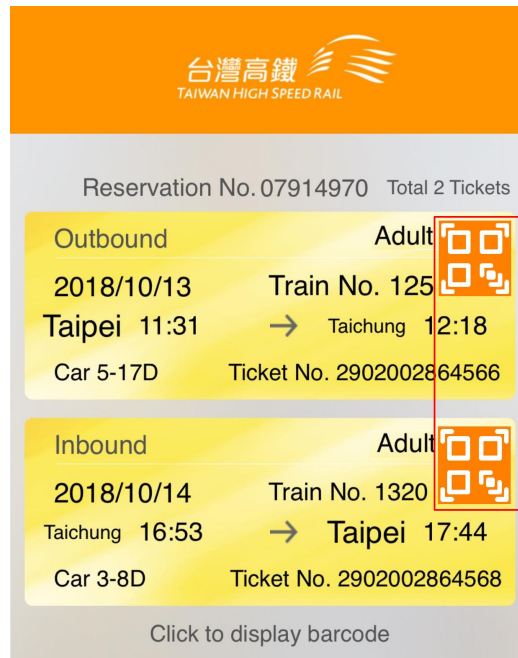 台灣高鐵
TAIWAN HIGH SPEED RAIL
Reservation No. 07914970 Total 2 Tickets
Outbound Adult
2018/10/13 Train No. 125
Taipei 11:31 → Taichung 12:18
Car 5-17D Ticket No. 2902002864566
Inbound Adult
2018/10/14 Train No. 1320
Taichung 16:53 → Taipei 17:44
Car 3-8D Ticket No. 2902002864568
Click to display barcode